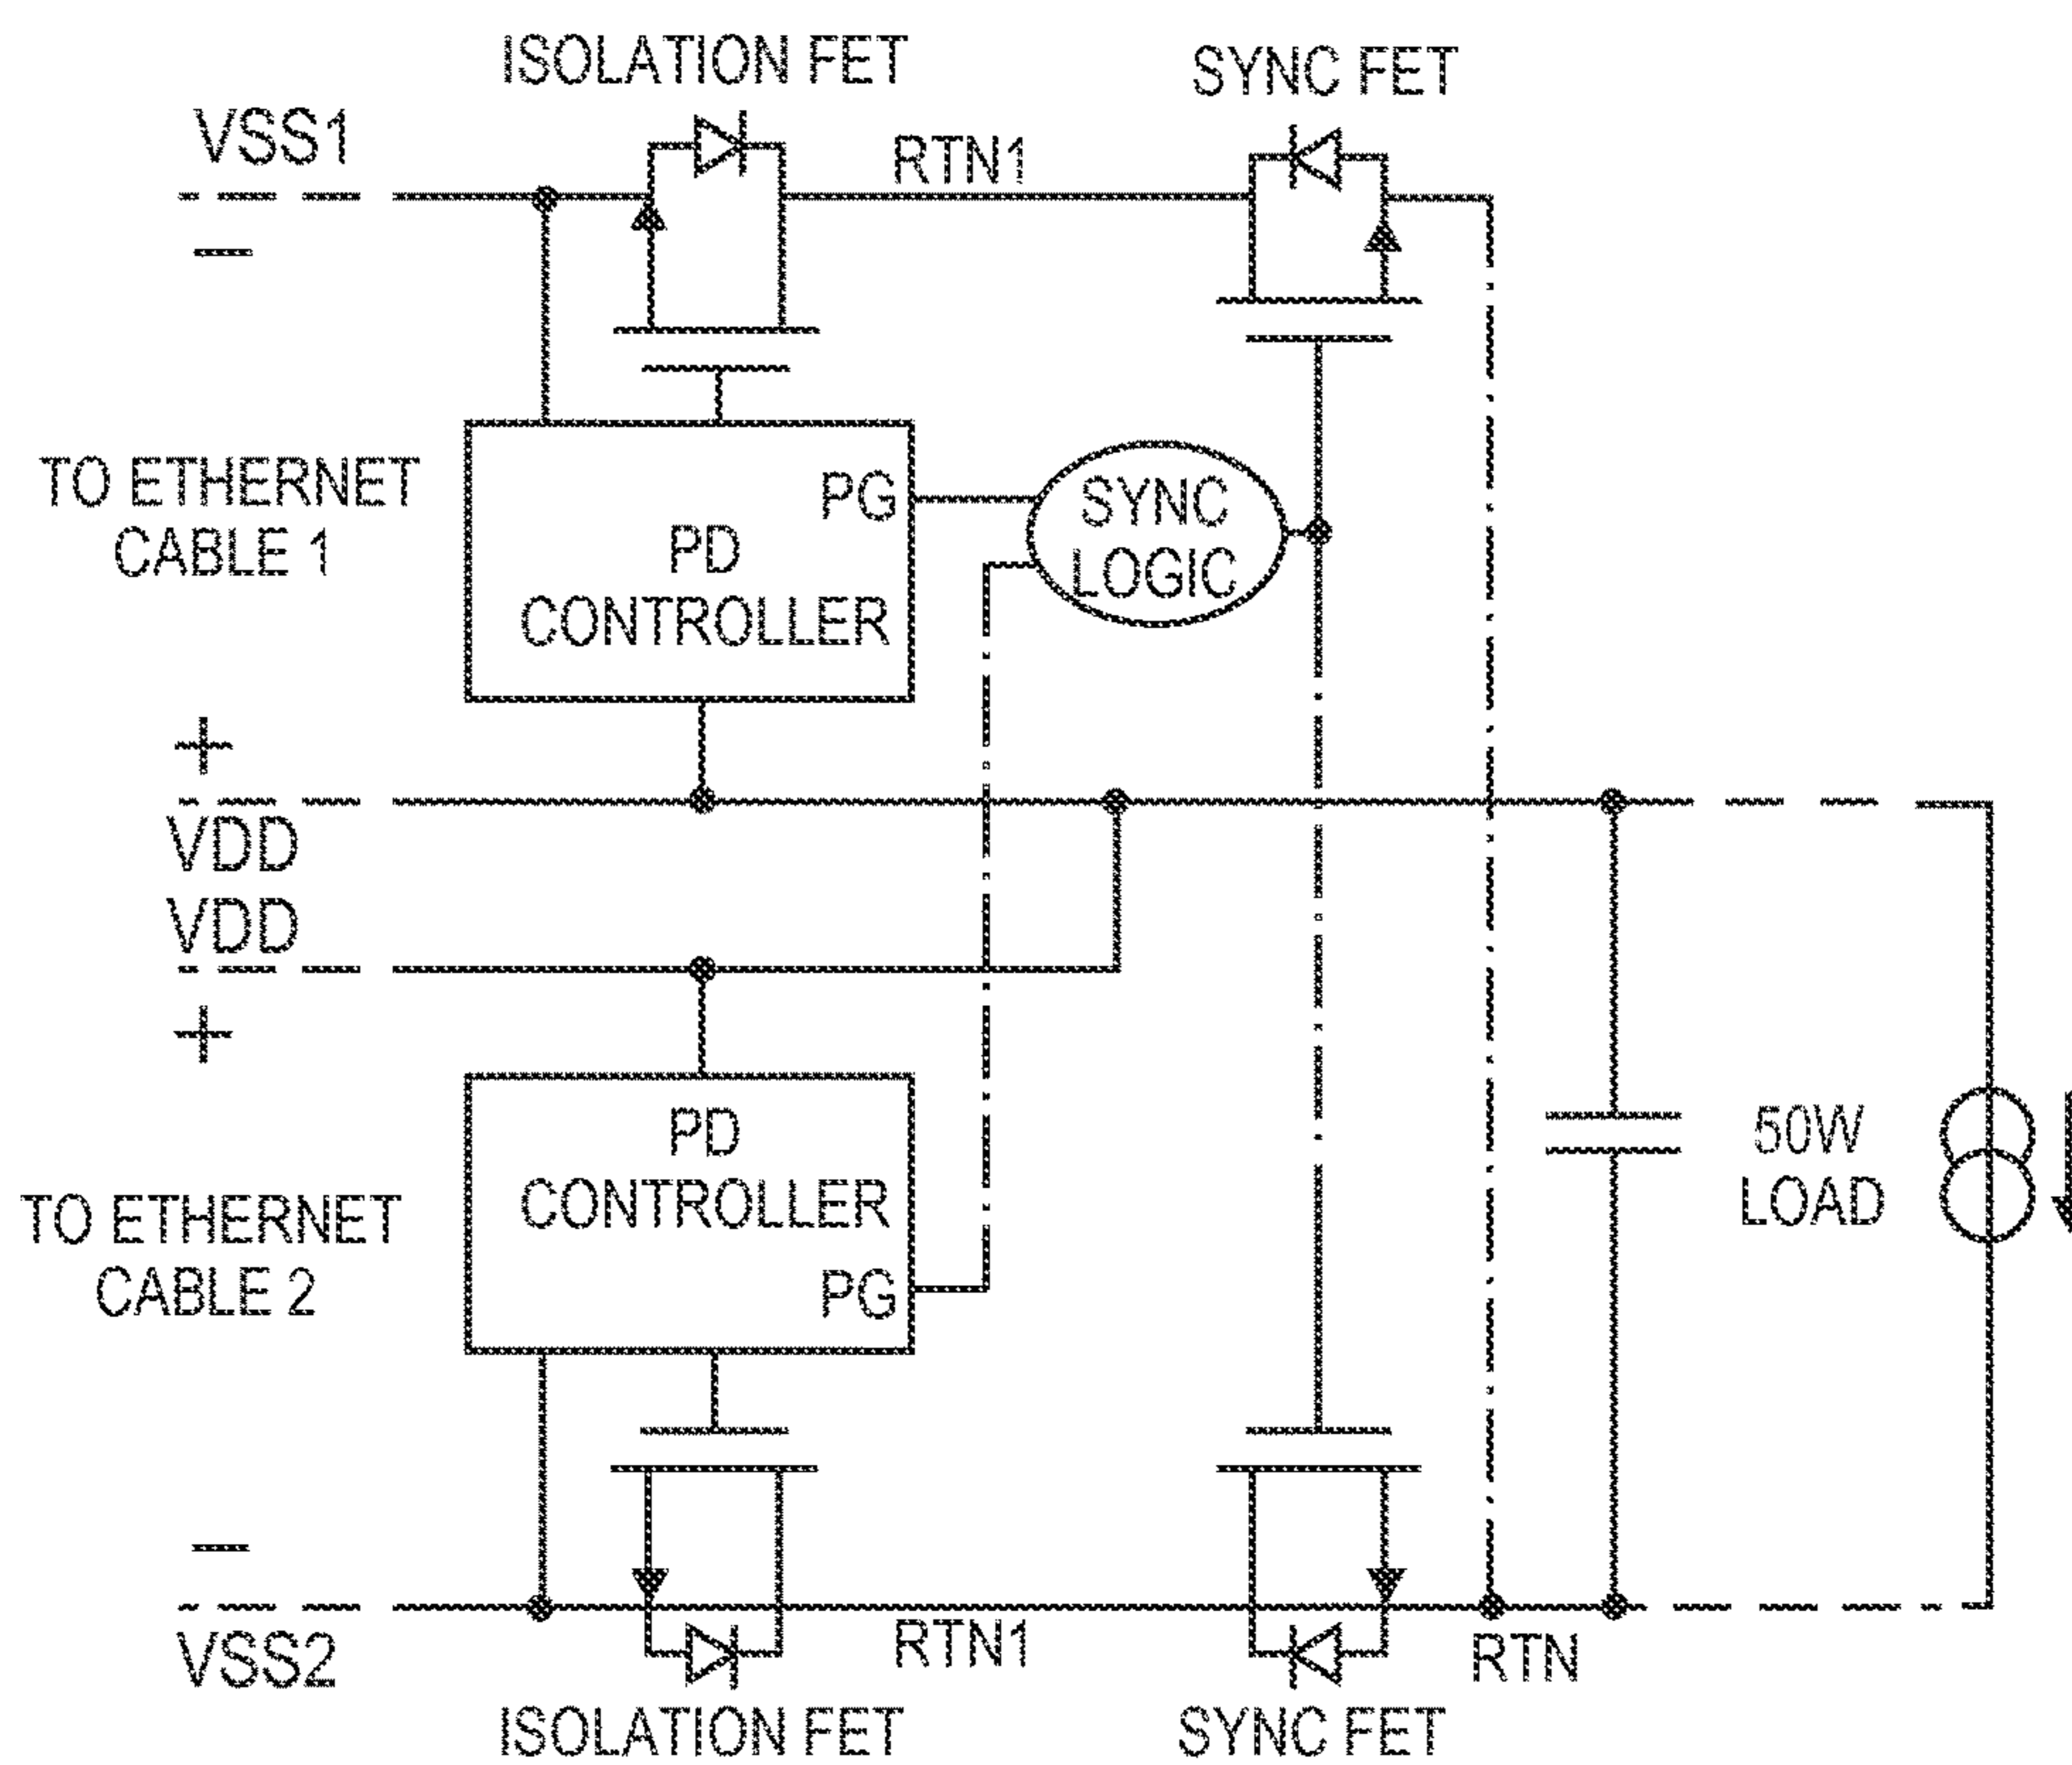 ISOLATION FET
SYNC FET
VSS1
RTN1
−
TO ETHERNET
CABLE 1
PG
PD
CONTROLLER
SYNC
LOGIC
+
VDD
VDD
+
PD
CONTROLLER
PG
TO ETHERNET
CABLE 2
50W
LOAD
−
VSS2
RTN1
RTN
ISOLATION FET
SYNC FET